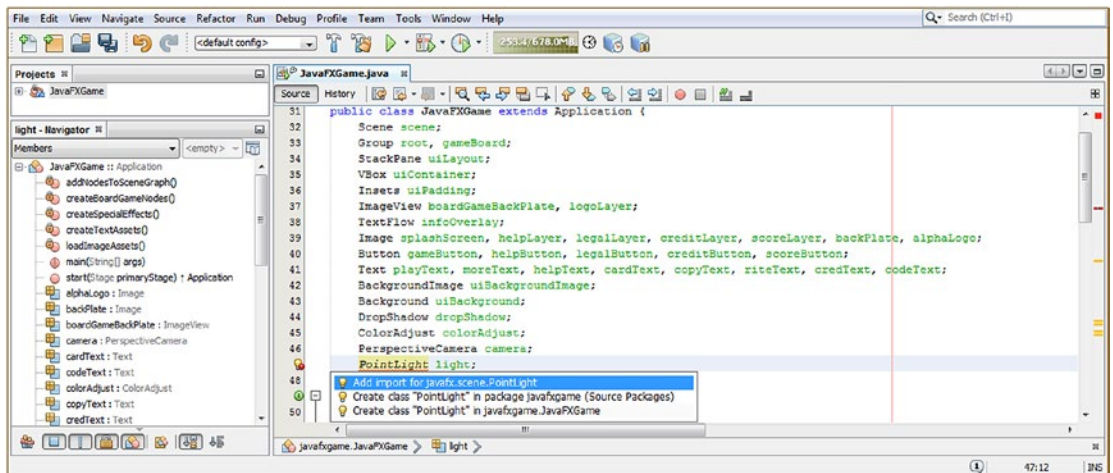 File Edit View Navigate Source Refactor Run Debug Profile Team Tools Window Help
Search (Ctrl+I)
<default config>
253.4/678.0MB
Projects
JavaFXGame
light - Navigator
Members
<empty>
JavaFXGame :: Application
addNodesToSceneGraph()
createBoardGameNodes()
createSpecialEffects()
createTextAssets()
loadImageAssets()
main(String[] args)
start(Stage primaryStage) ↑ Application
alphaLogo : Image
backPlate : Image
boardGameBackPlate : ImageView
camera : PerspectiveCamera
cardText : Text
codeText : Text
colorAdjust : ColorAdjust
copyText : Text
credText : Text
JavaFXGame.java
Source History
31 public class JavaFXGame extends Application {
32 Scene scene;
33 Group root, gameBoard;
34 StackPane uiLayout;
35 VBox uiContainer;
36 Insets uiPadding;
37 ImageView boardGameBackPlate, logoLayer;
38 TextFlow infoOverlay;
39 Image splashScreen, helpLayer, legalLayer, creditLayer, scoreLayer, backPlate, alphaLogo;
40 Button gameButton, helpButton, legalButton, creditButton, scoreButton;
41 Text playText, moreText, helpText, cardText, copyText, riteText, credText, codeText;
42 BackgroundImage uiBackgroundImage;
43 Background uiBackground;
44 DropShadow dropShadow;
45 ColorAdjust colorAdjust;
46 PerspectiveCamera camera;
PointLight light;
48
Add import for javafx.scene.PointLight
Create class "PointLight" in package javafxgame (Source Packages)
50 Create class "PointLight" in javafxgame.JavaFXGame
javafxgame.JavaFXGame
light
1
47:12
INS